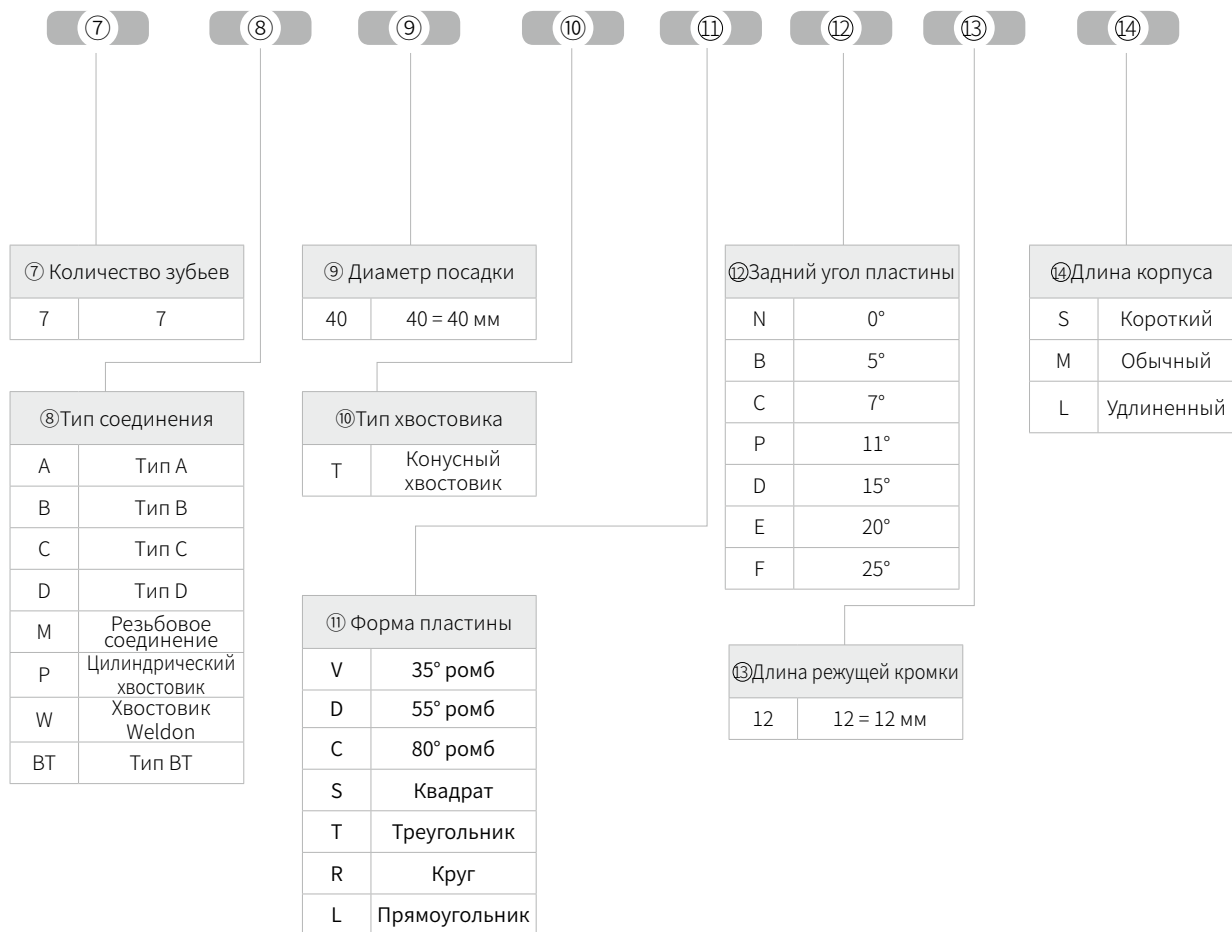 ⑦ ⑧ ⑨ ⑩ ⑪ ⑫ ⑬ ⑭
⑦ Количество зубьев
7 7
⑧Тип соединения
A Тип A
B Тип B
C Тип C
D Тип D
M Резьбовое
соединение
P Цилиндрический
хвостовик
W Хвостовик
Weldon
BT Тип BT
⑨ Диаметр посадки
40 40 = 40 мм
⑩Тип хвостовика
T Конусный
хвостовик
⑪ Форма пластины
V 35° ромб
D 55° ромб
C 80° ромб
S Квадрат
T Треугольник
R Круг
L Прямоугольник
⑫Задний угол пластины
N 0°
B 5°
C 7°
P 11°
D 15°
E 20°
F 25°
⑬Длина режущей кромки
12 12 = 12 мм
⑭Длина корпуса
S Короткий
M Обычный
L Удлиненный